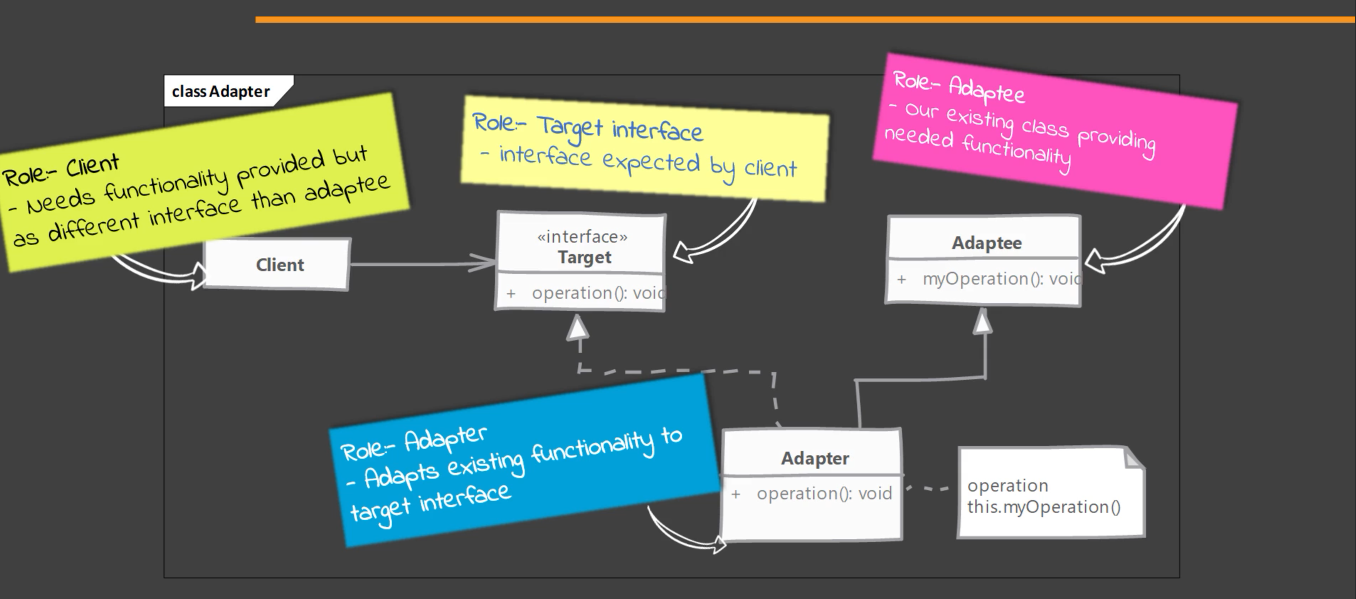 class Adapter
Role:- Client
- Needs functionality provided but
as different interface than adaptee
Role:- Target interface
- interface expected by client
Role:- Adaptee
- Our existing class providing
needed functionality
Client
«interface»
Target
+ operation(): void
Adaptee
+ myOperation(): void
Role:- Adapter
- Adapts existing functionality to
target interface
Adapter
+ operation(): void
operation
this.myOperation()